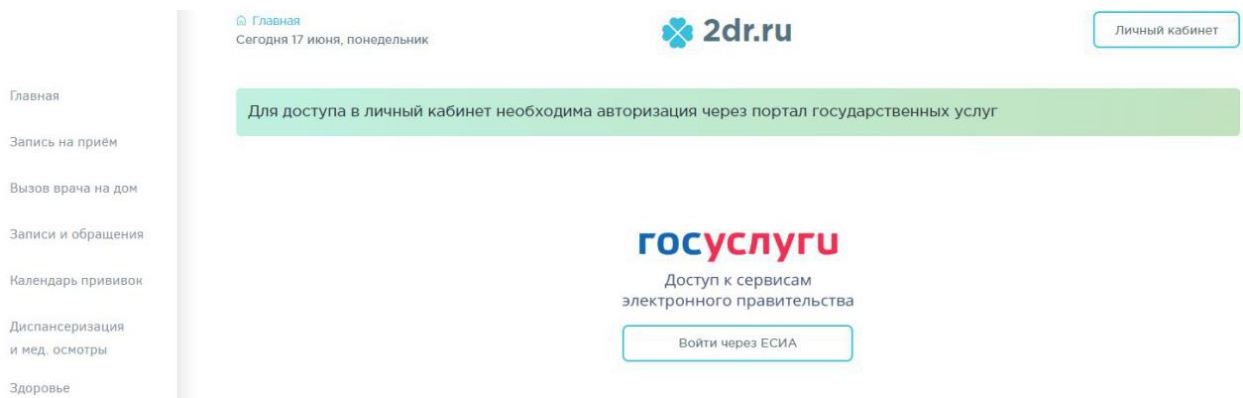 Главная
Сегодня 17 июня, понедельник
2dr.ru
Личный кабинет
Главная
Запись на приём
Вызов врача на дом
Записи и обращения
Календарь прививок
Диспансеризация
и мед. осмотры
Здоровье
Для доступа в личный кабинет необходима авторизация через портал государственных услуг
госуслуги
Доступ к сервисам
электронного правительства
Войти через ЕСИА